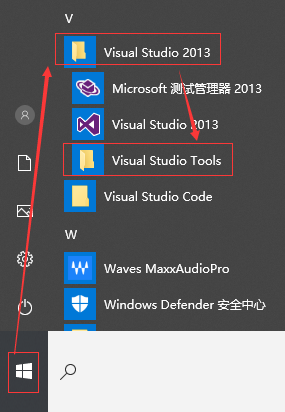 V
Visual Studio 2013
Microsoft 测试管理器 2013
Visual Studio 2013
Visual Studio Tools
Visual Studio Code
W
Waves MaxxAudioPro
Windows Defender 安全中心